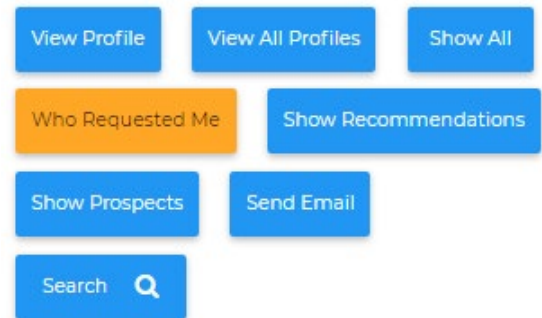 View Profile View All Profiles Show All
Who Requested Me Show Recommendations
Show Prospects Send Email
Search